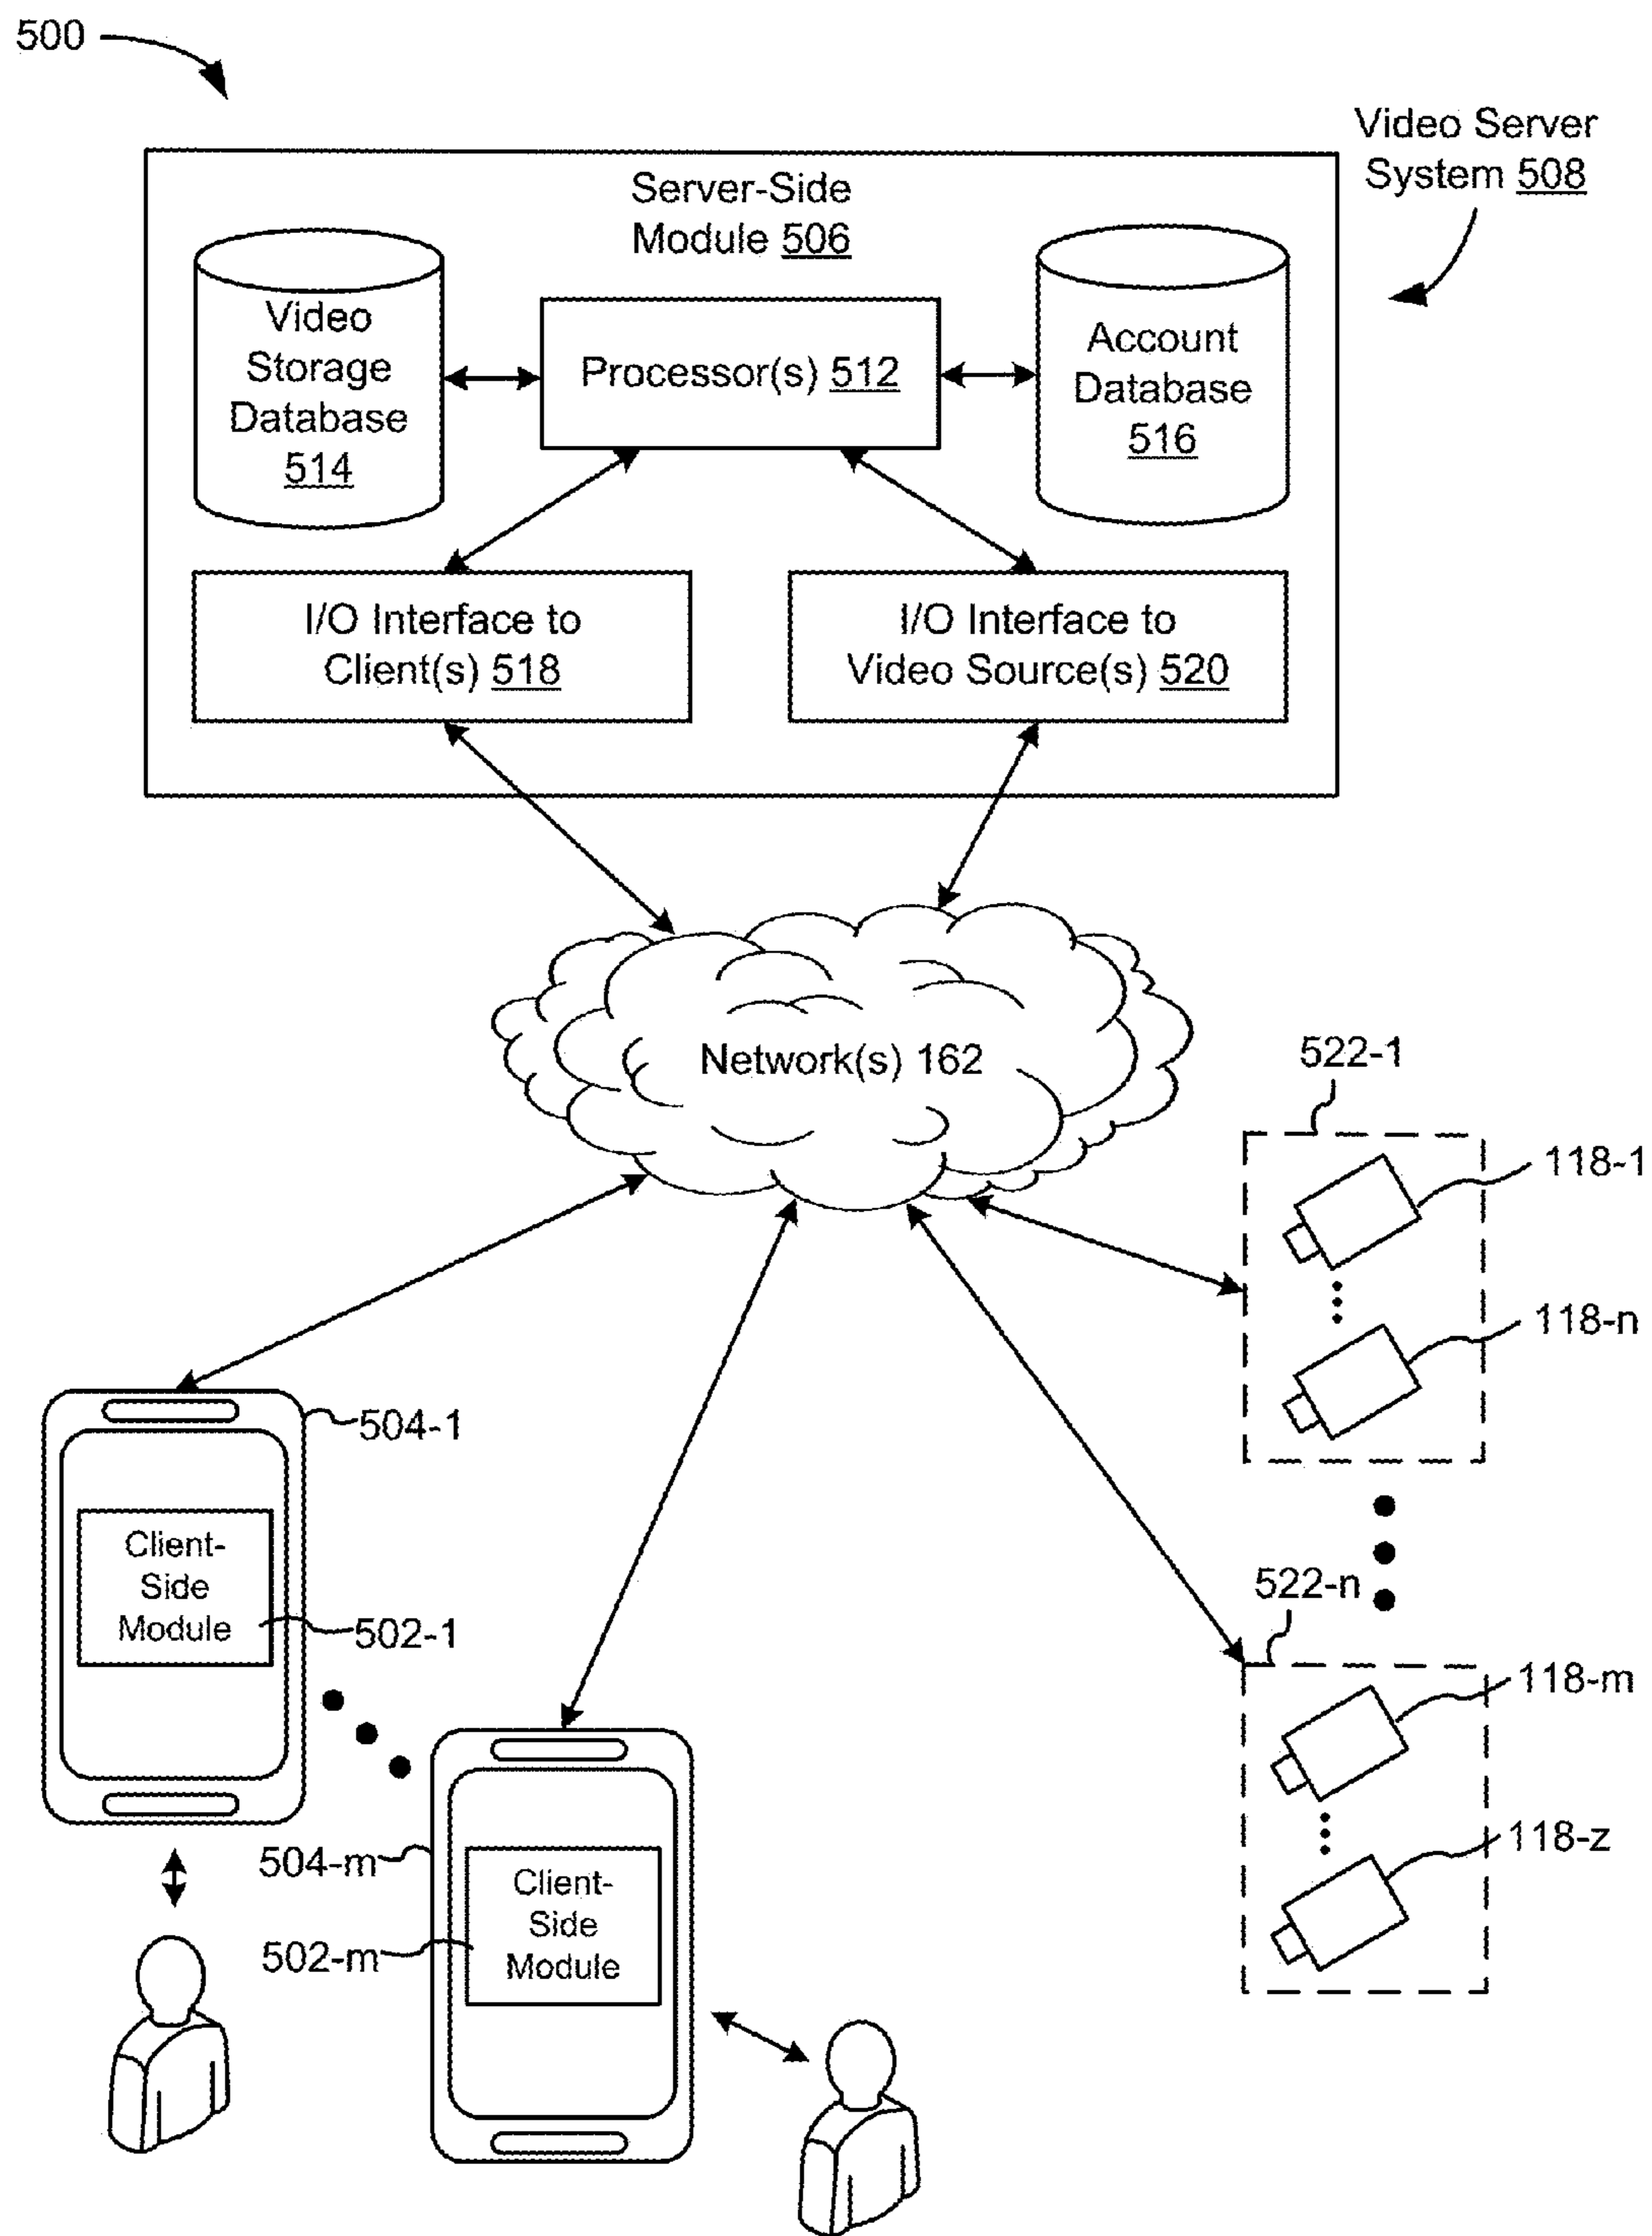 500
Video Server
System 508
Server-Side
Module 506
Video
Storage
Database
514
Processor(s) 512
Account
Database
516
I/O Interface to
Client(s) 518
I/O Interface to
Video Source(s) 520
Network(s) 162
522-1
118-1
118-n
504-1
Client-
Side
Module
502-1
522-n
118-m
118-z
504-m
Client-
Side
Module
502-m